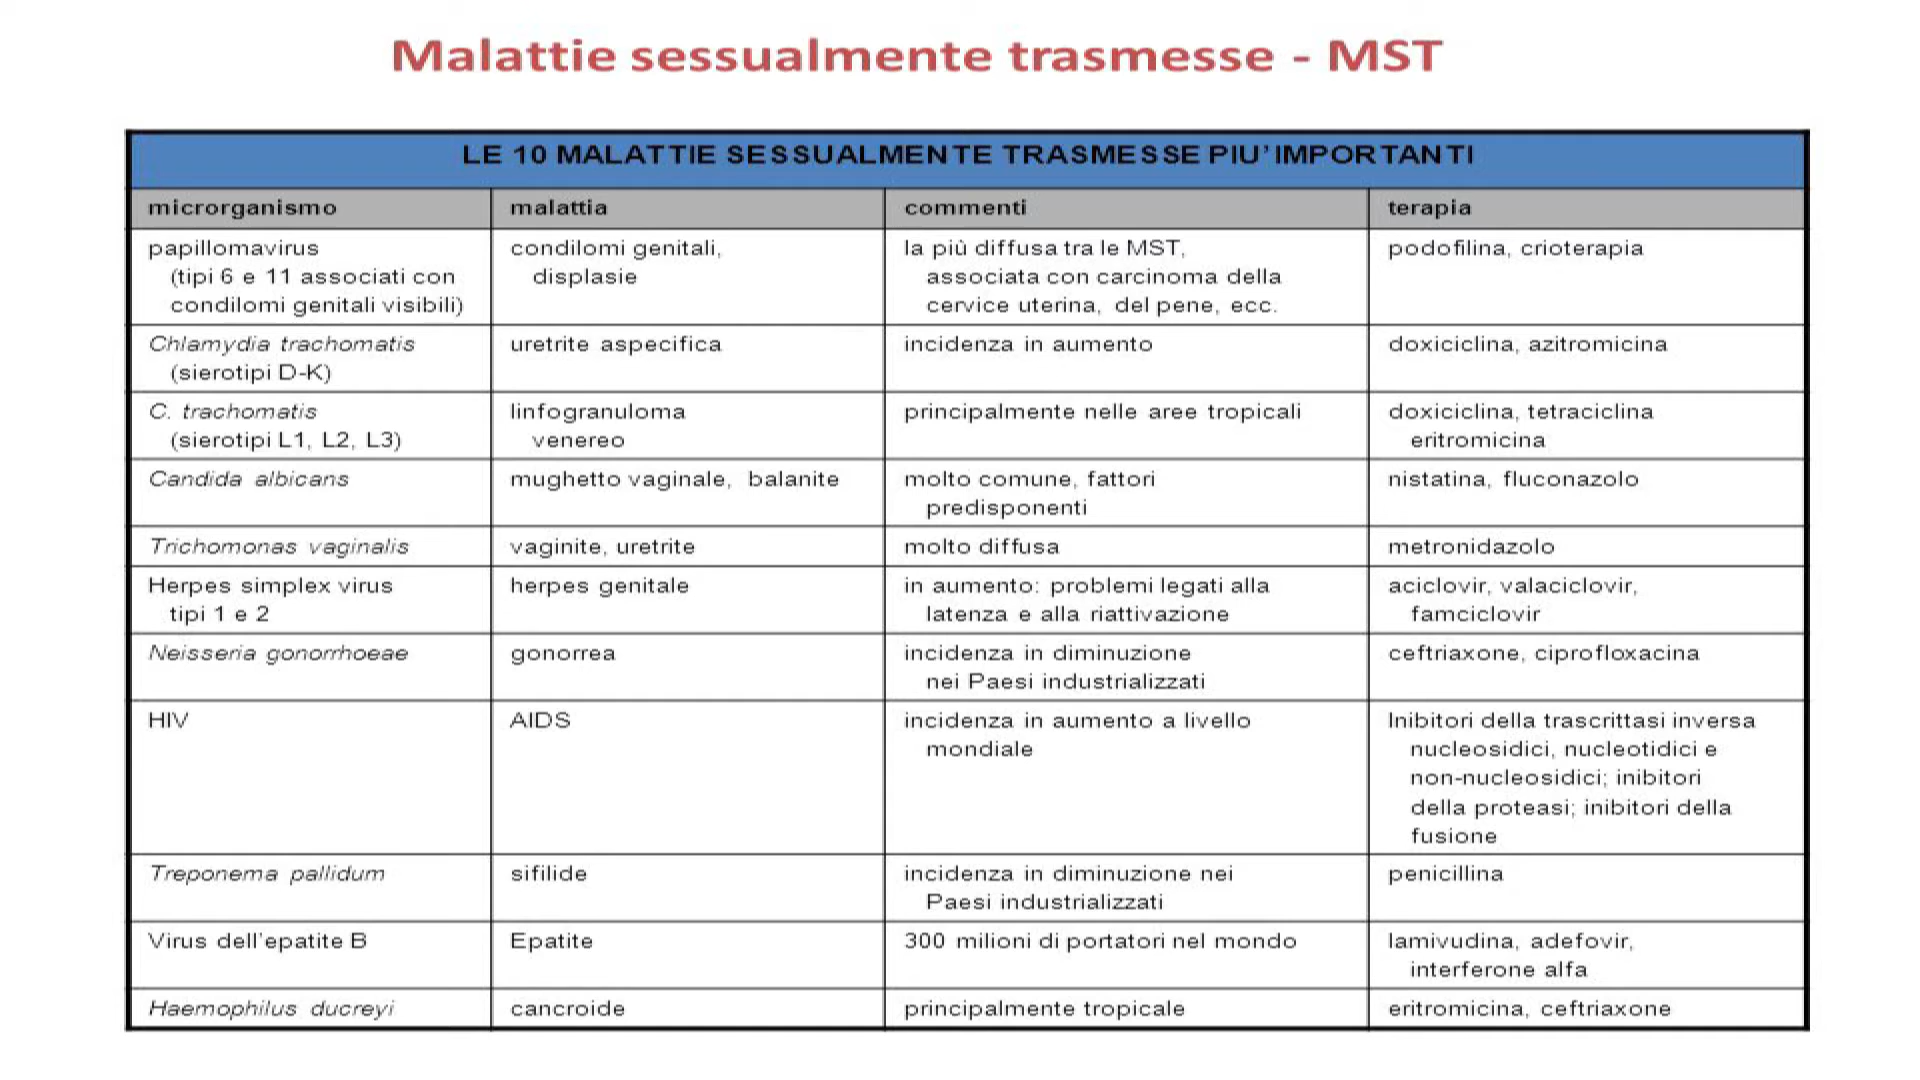 Malattie sessualmente trasmesse - MST
LE 10 MALATTIE SESSUALMENTE TRASMESSE PIU' IMPORTANTI
microrganismo malattia commenti terapia
papillomavirus condilomi genitali, la più diffusa tra le MST, podofilina, crioterapia
(tipi 6 e 11 associati con displasie associata con carcinoma della
condilomi genitali visibili) cervice uterina, del pene, ecc.
Chlamydia trachomatis uretrite aspecifica incidenza in aumento doxiciclina, azitromicina
(sierotipi D-K)
C. trachomatis linfogranuloma principalmente nelle aree tropicali doxiciclina, tetraciclina
(sierotipi L1, L2, L3) venereo eritromicina
Candida albicans mughetto vaginale, balanite molto comune, fattori nistatina, fluconazolo
predisponenti
Trichomonas vaginalis vaginite, uretrite molto diffusa metronidazolo
Herpes simplex virus herpes genitale in aumento: problemi legati alla aciclovir, valaciclovir,
tipi 1 e 2 latenza e alla riattivazione famciclovir
Neisseria gonorrhoeae gonorrea incidenza in diminuzione ceftriaxone, ciprofloxacina
nei Paesi industrializzati
HIV AIDS incidenza in aumento a livello Inibitori della trascrittasi inversa
mondiale nucleosidici, nucleotidici e
non-nucleosidici; inibitori
della proteasi; inibitori della
fusione
Treponema pallidum sifilide incidenza in diminuzione nei penicillina
Paesi industrializzati
Virus dell'epatite B Epatite 300 milioni di portatori nel mondo lamivudina, adefovir,
interferone alfa
Haemophilus ducreyi cancroide principalmente tropicale eritromicina, ceftriaxone